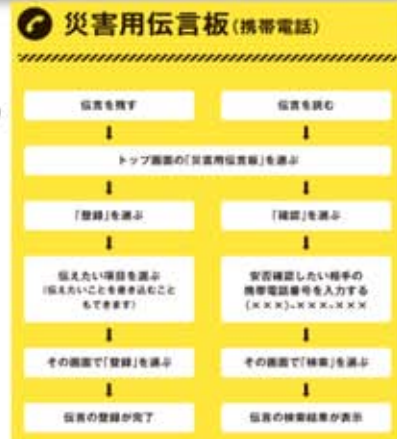 災害用伝言板(携帯電話)
伝言を残す
伝言を読む
トップ画面の「災害用伝言板」を選ぶ
「登録」を選ぶ
「確認」を選ぶ
伝えたい項目を選ぶ
(伝えたいことを書き込むこと
もできます)
安否確認したい相手の
携帯電話番号を入力する
(×××)-×××-×××
その画面で「登録」を選ぶ
その画面で「検索」を選ぶ
伝言の登録が完了
伝言の検索結果が表示